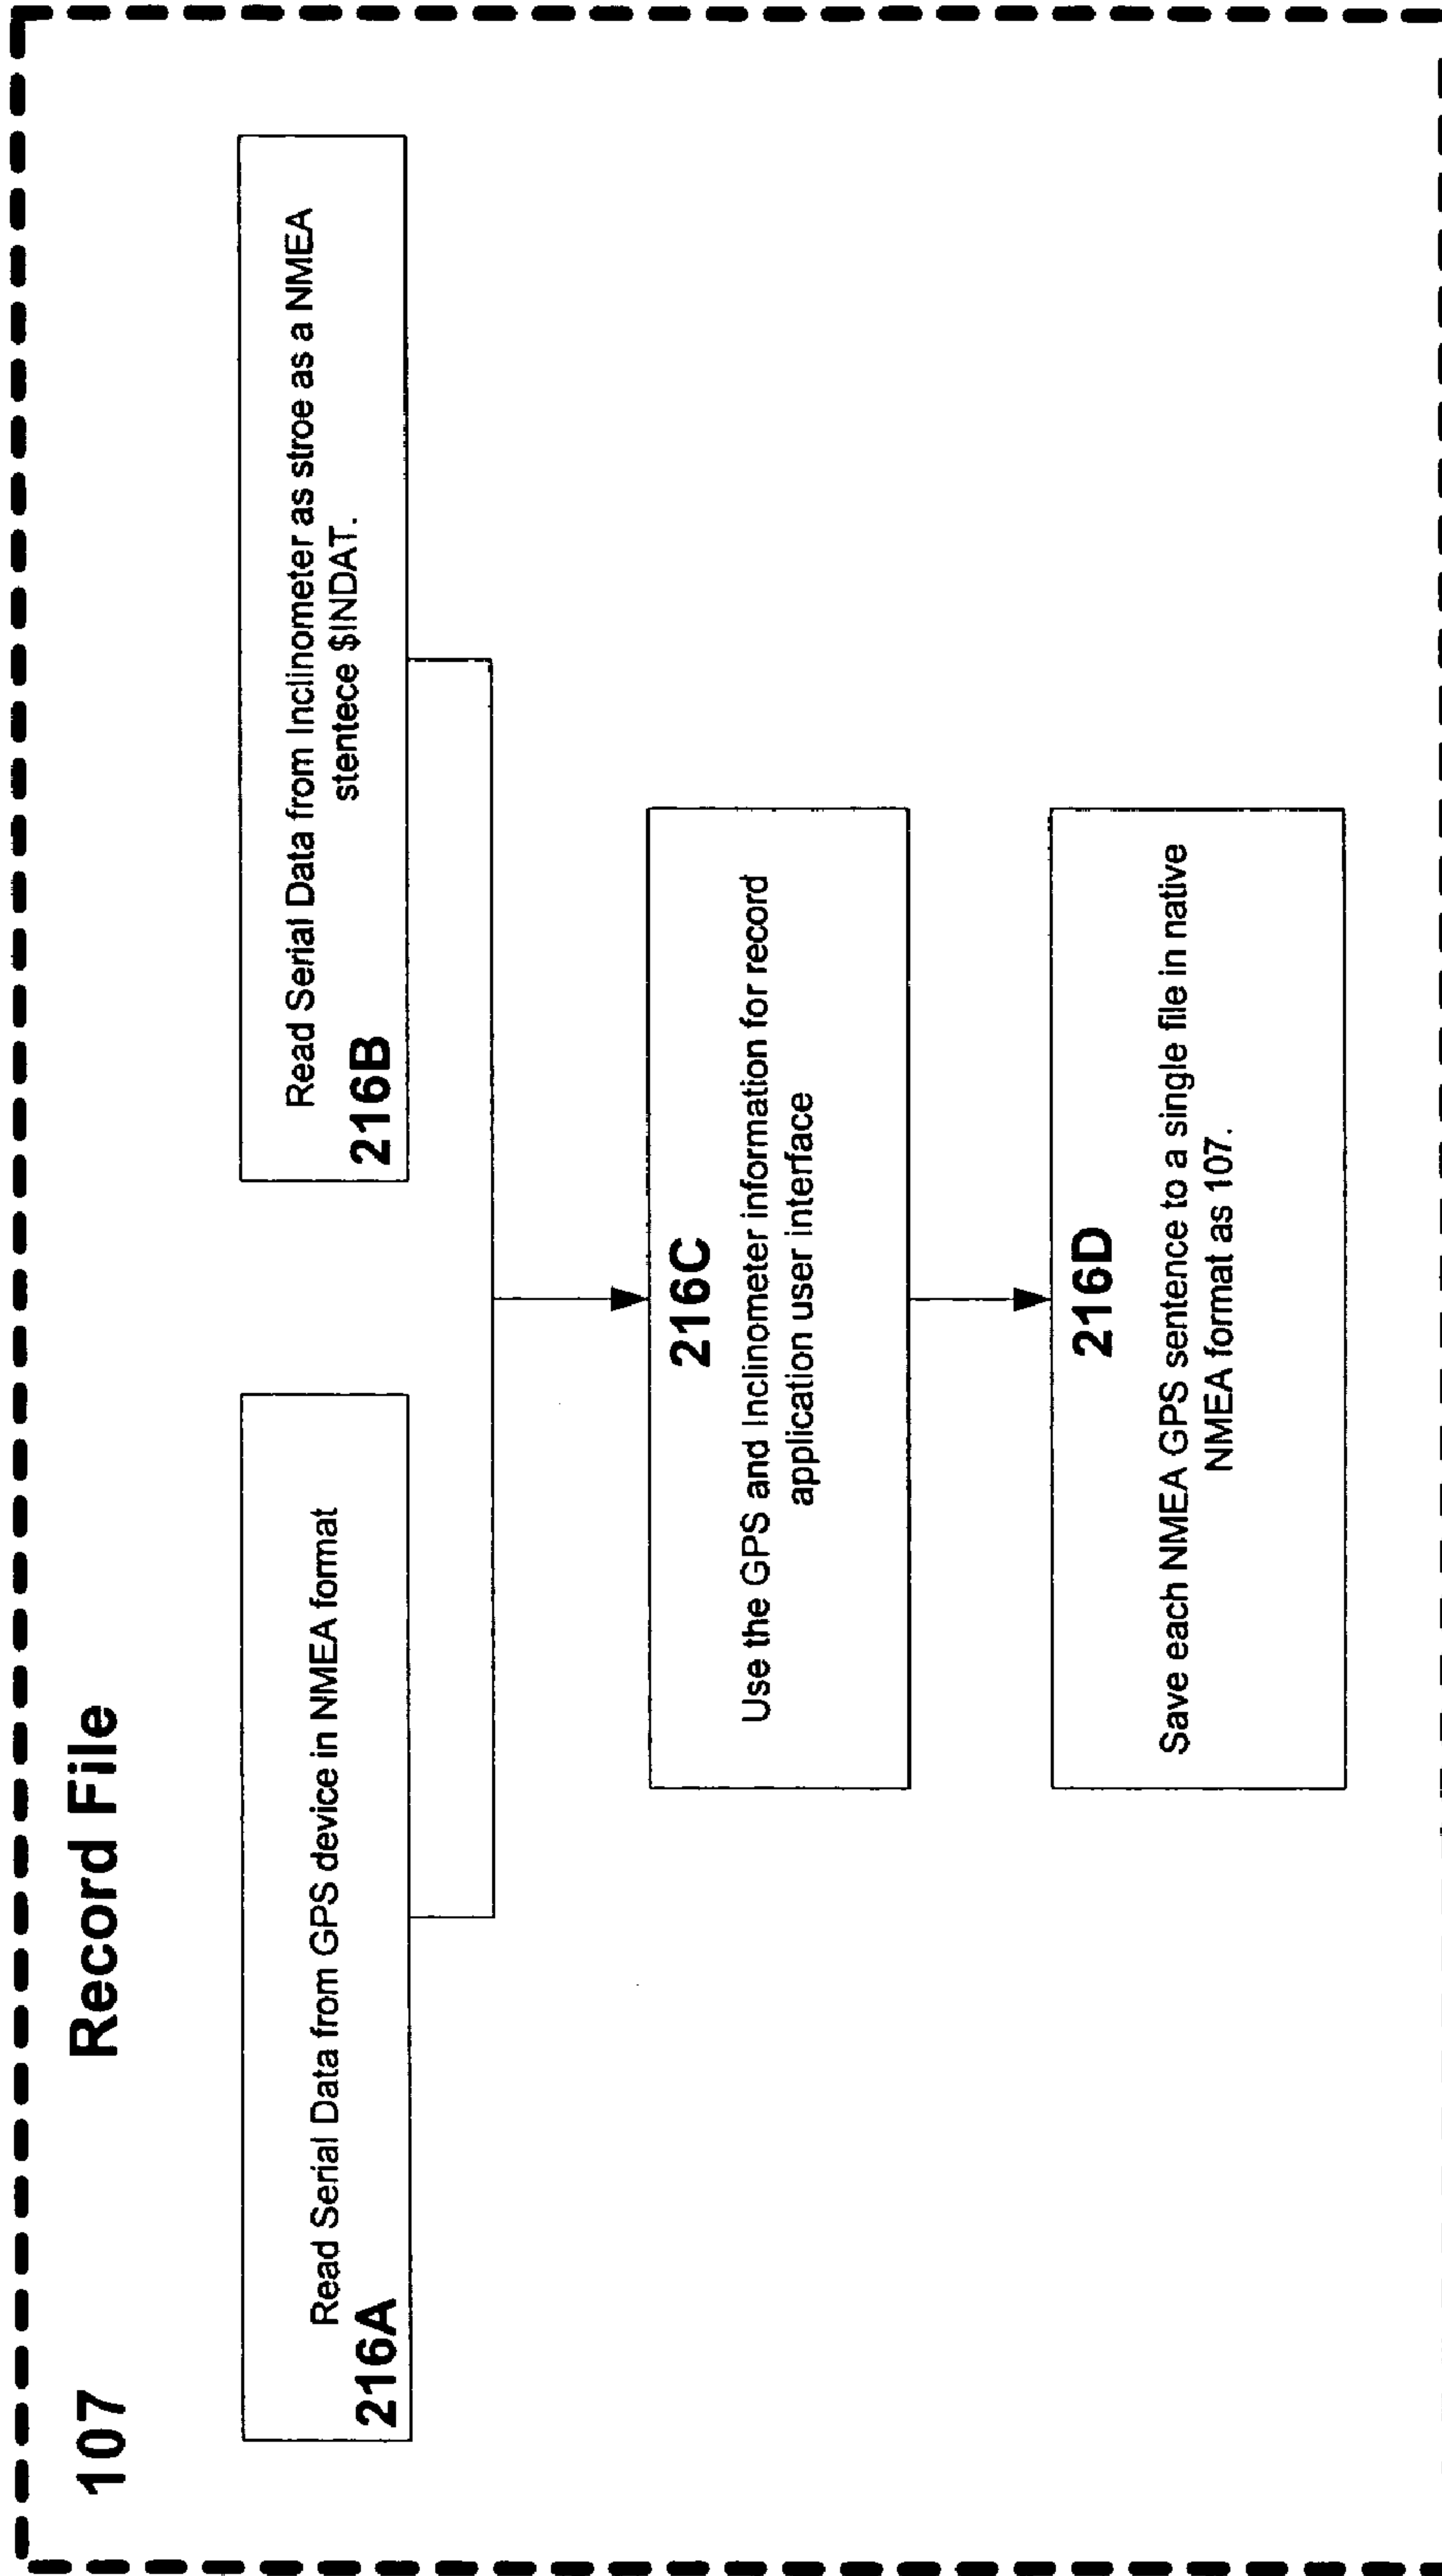 107 Record File
Read Serial Data from GPS device in NMEA format
216A
Read Serial Data from Inclinometer as stroe as a NMEA
stentece $INDAT.
216B
216C
Use the GPS and Inclinometer information for record
application user interface
216D
Save each NMEA GPS sentence to a single file in native
NMEA format as 107.